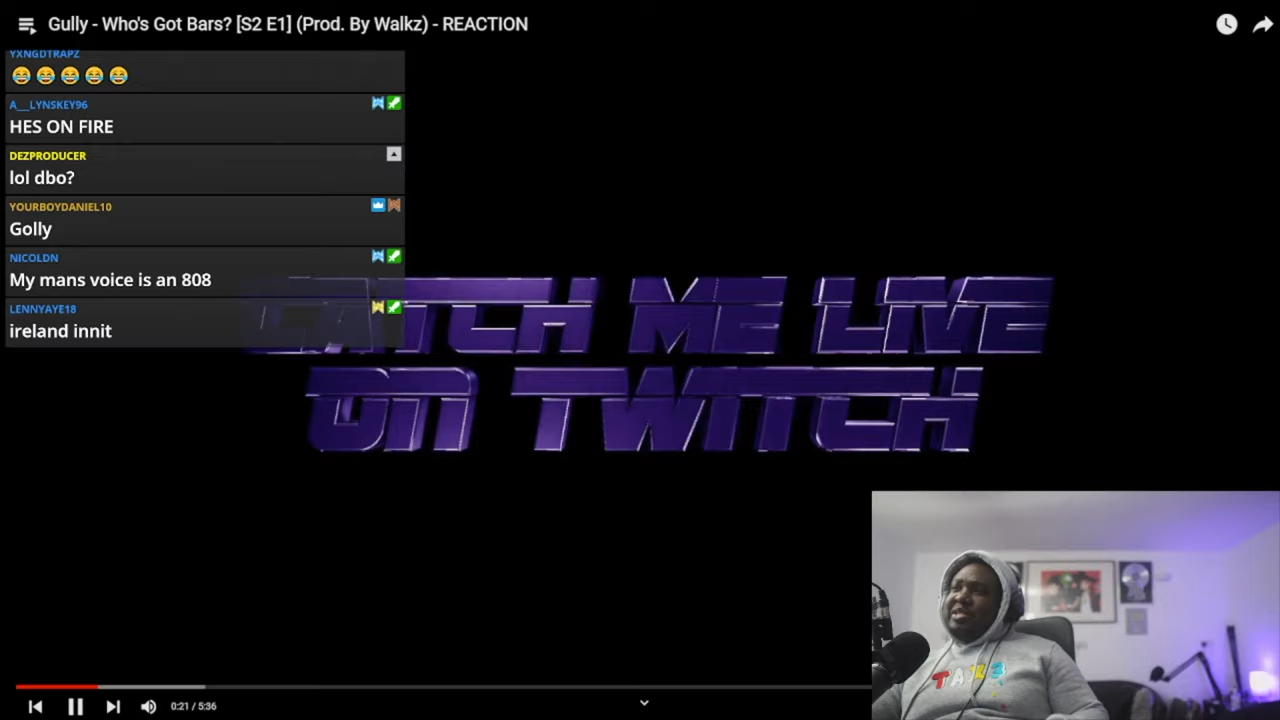 Gully - Who's Got Bars? [S2 E1] (Prod. By Walkz) - REACTION
YXNGDTRAPZ
😂😂😂😂😂
A__LYNSKEY96
HES ON FIRE
DEZPRODUCER
lol dbo?
YOURBOYDANIEL10
Golly
NICOLDN
My mans voice is an 808
LENNYAYE18
ireland innit
CATCH ME LIVE
ON TWITCH
0:21 / 5:36